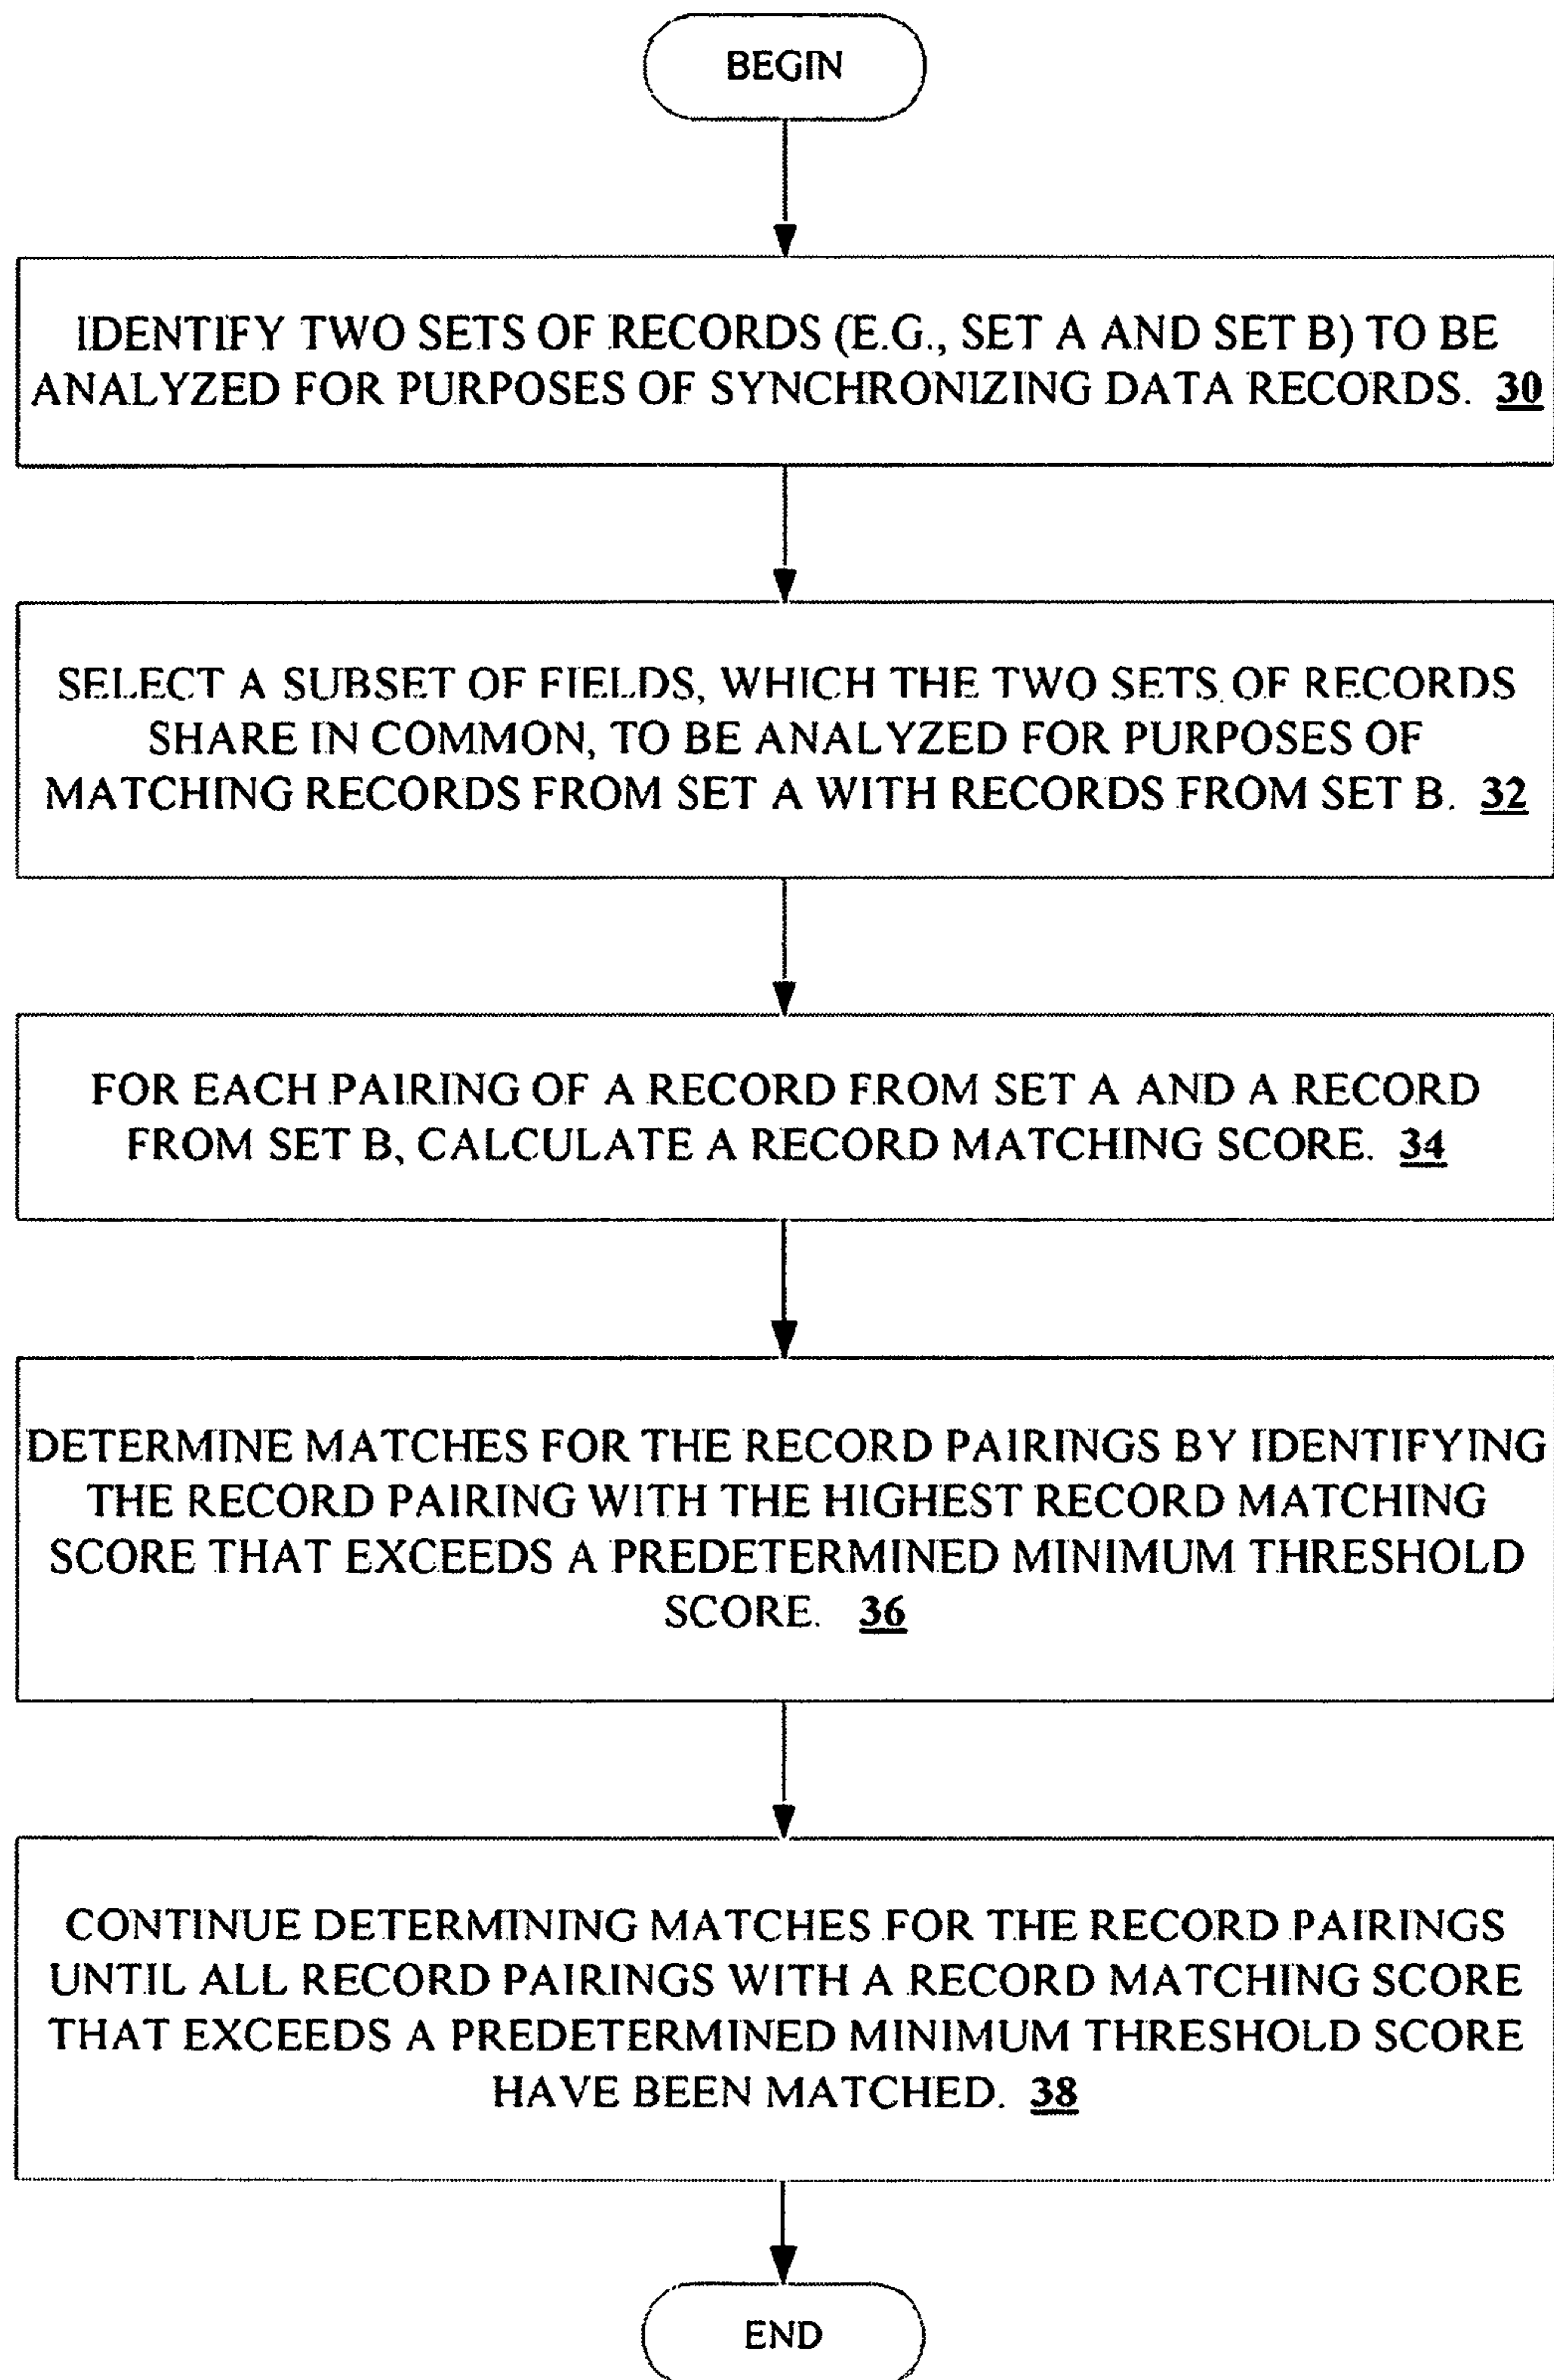 BEGIN
IDENTIFY TWO SETS OF RECORDS (E.G., SET A AND SET B) TO BE
ANALYZED FOR PURPOSES OF SYNCHRONIZING DATA RECORDS. 30
SELECT A SUBSET OF FIELDS, WHICH THE TWO SETS OF RECORDS
SHARE IN COMMON, TO BE ANALYZED FOR PURPOSES OF
MATCHING RECORDS FROM SET A WITH RECORDS FROM SET B. 32
FOR EACH PAIRING OF A RECORD FROM SET A AND A RECORD
FROM SET B, CALCULATE A RECORD MATCHING SCORE. 34
DETERMINE MATCHES FOR THE RECORD PAIRINGS BY IDENTIFYING
THE RECORD PAIRING WITH THE HIGHEST RECORD MATCHING
SCORE THAT EXCEEDS A PREDETERMINED MINIMUM THRESHOLD
SCORE. 36
CONTINUE DETERMINING MATCHES FOR THE RECORD PAIRINGS
UNTIL ALL RECORD PAIRINGS WITH A RECORD MATCHING SCORE
THAT EXCEEDS A PREDETERMINED MINIMUM THRESHOLD SCORE
HAVE BEEN MATCHED. 38
END